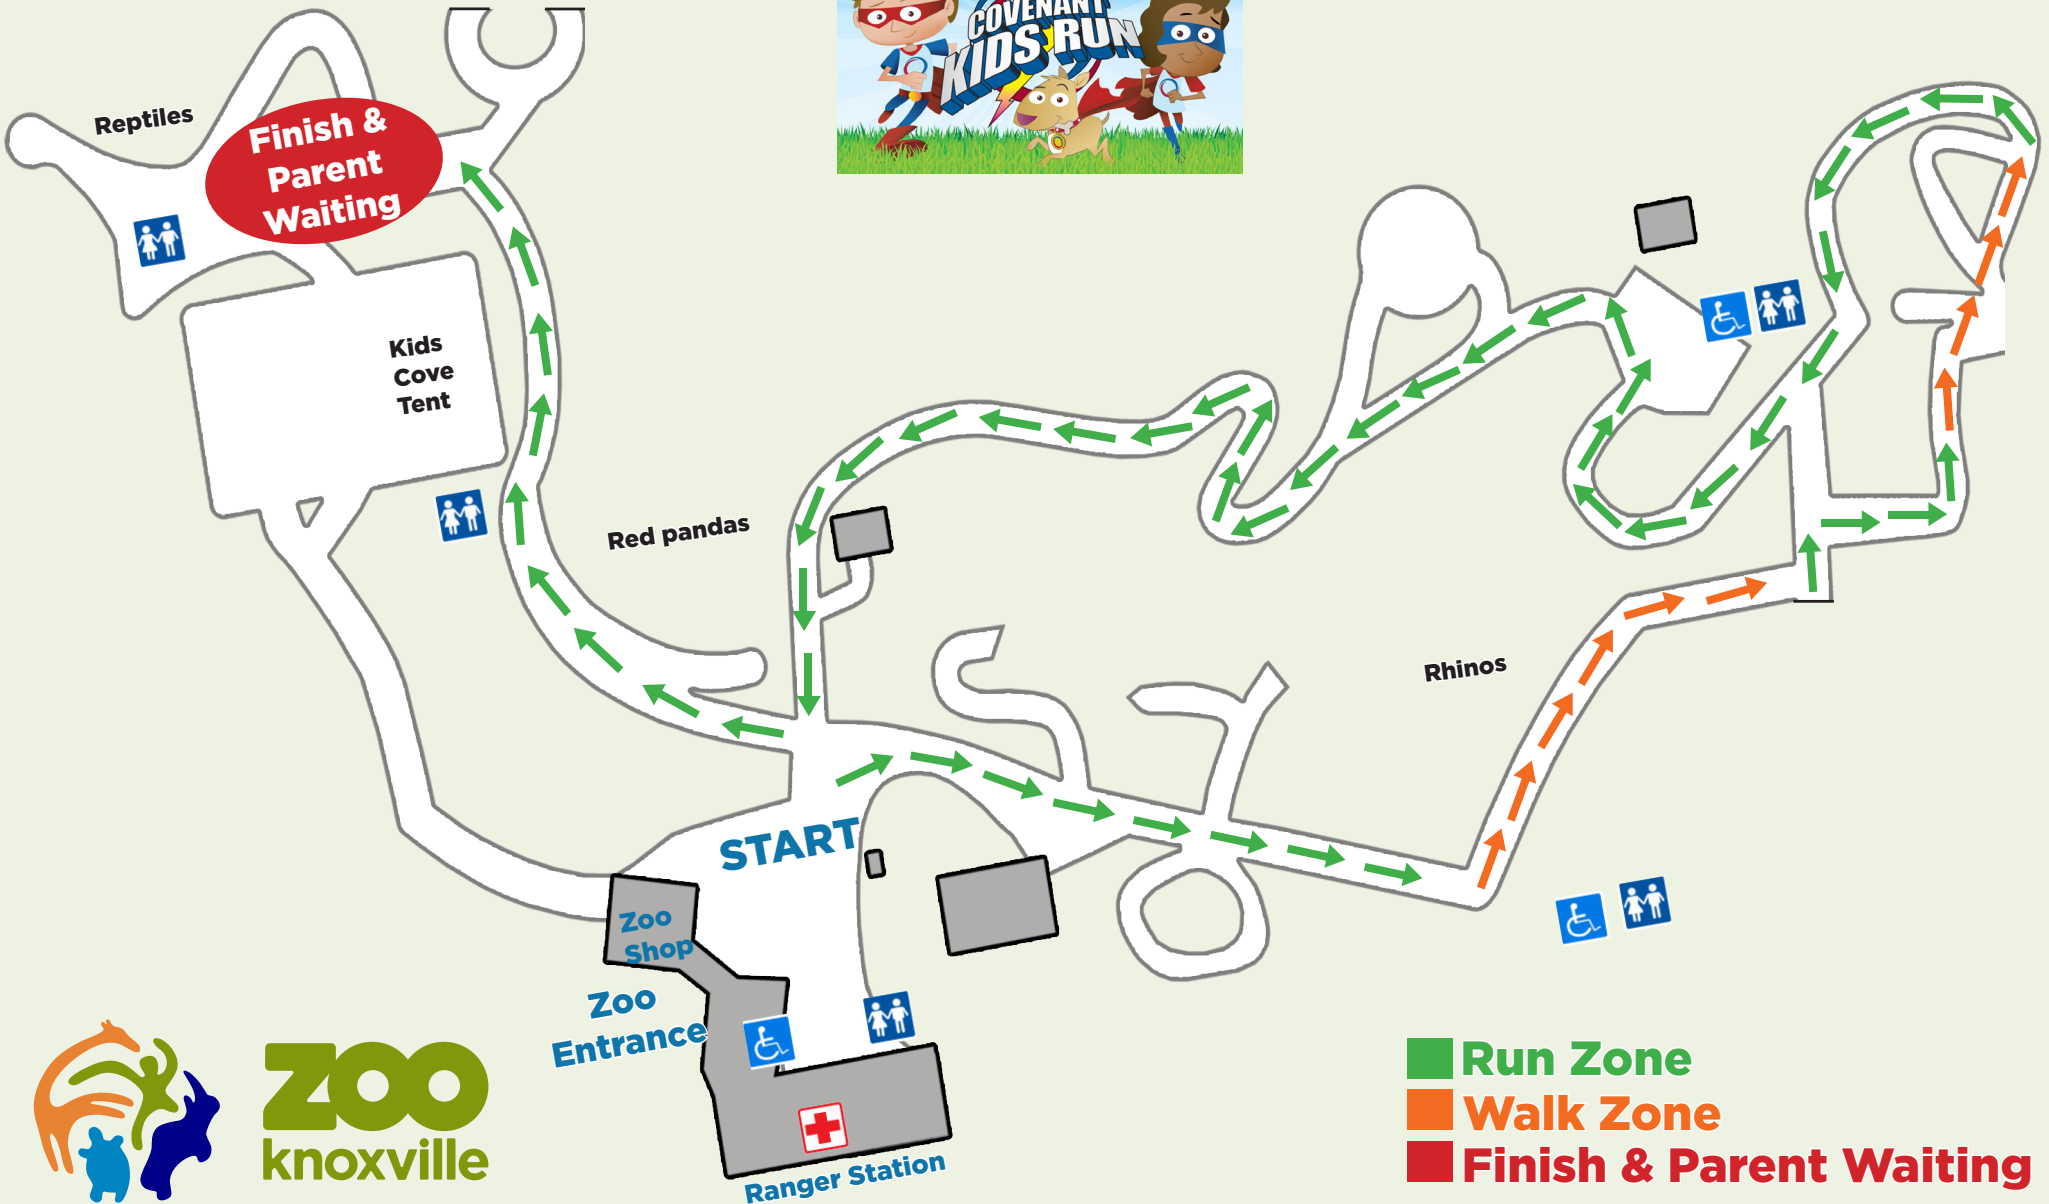 COVENANT
KIDS RUN
Reptiles
Finish &
Parent
Waiting
Kids
Cove
Tent
Red pandas
Rhinos
START
Zoo
Shop
Zoo
Entrance
Ranger Station
zoo
knoxville
Run Zone
Walk Zone
Finish & Parent Waiting